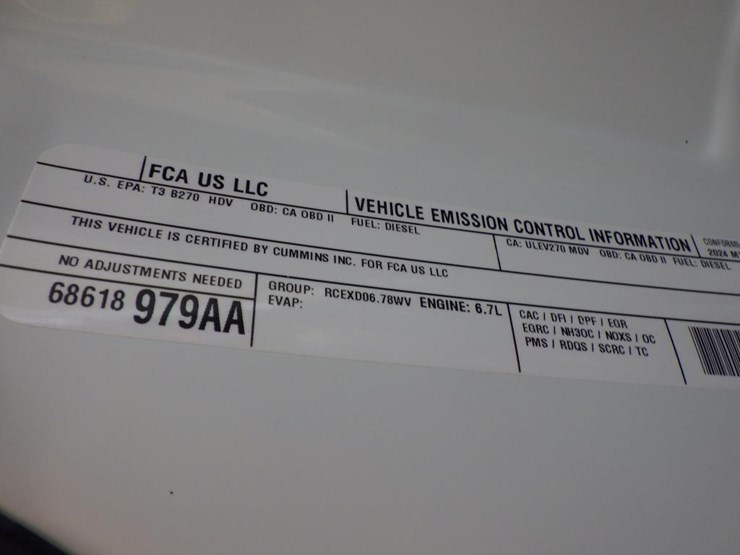 FCA US LLC
VEHICLE EMISSION CONTROL INFORMATION
U.S. EPA: T3 B270 HDV OBD: CA OBD II FUEL: DIESEL
CA: ULEV270 MDV OBD: CA OBD II FUEL: DIESEL
2024 M
THIS VEHICLE IS CERTIFIED BY CUMMINS INC. FOR FCA US LLC
NO ADJUSTMENTS NEEDED
68618 979AA
GROUP: RCEXD06.78WV ENGINE: 6.7L
EVAP:
CAC / DFI / DPF / EGR
EGRC / NH3OC / NOXS / OC
PMS / RDQS / SCRC / TC